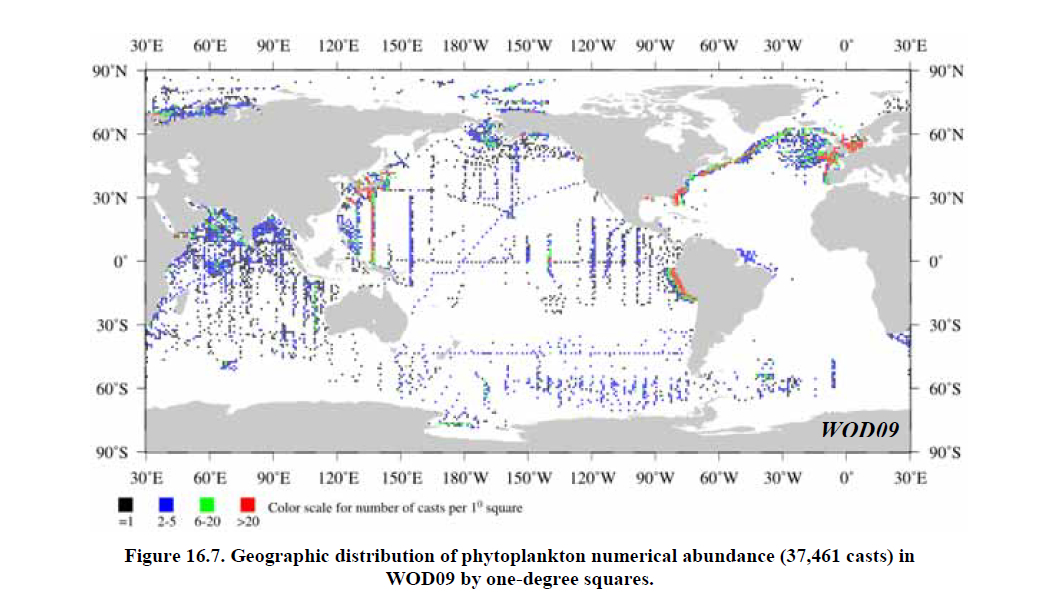 30°E 60°E 90°E 120°E 150°E 180°W 150°W 120°W 90°W 60°W 30°W 0° 30°E
90°N 90°N
60°N 60°N
30°N 30°N
0° 0°
30°S 30°S
60°S 60°S
WOD09
90°S 90°S
30°E 60°E 90°E 120°E 150°E 180°W 150°W 120°W 90°W 60°W 30°W 0° 30°E
Color scale for number of casts per 1⁰ square
=1 2-5 6-20 >20
Figure 16.7. Geographic distribution of phytoplankton numerical abundance (37,461 casts) in
WOD09 by one-degree squares.